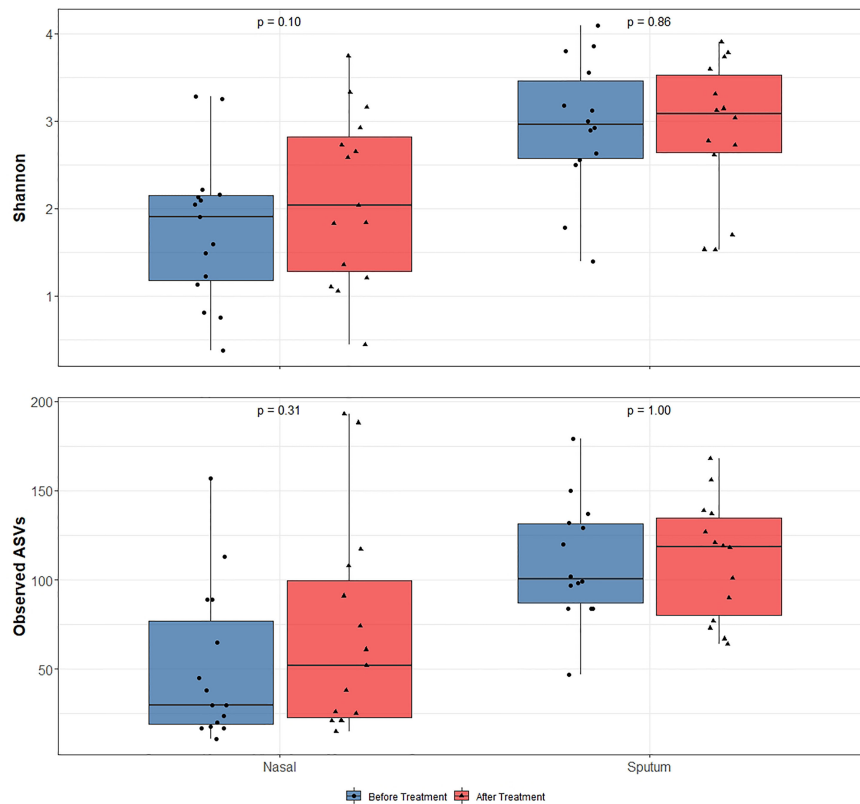 p = 0.10 p = 0.86
4
3
2
1
Shannon
p = 0.31 p = 1.00
200
150
100
50
Observed ASVs
Nasal Sputum
Before Treatment After Treatment